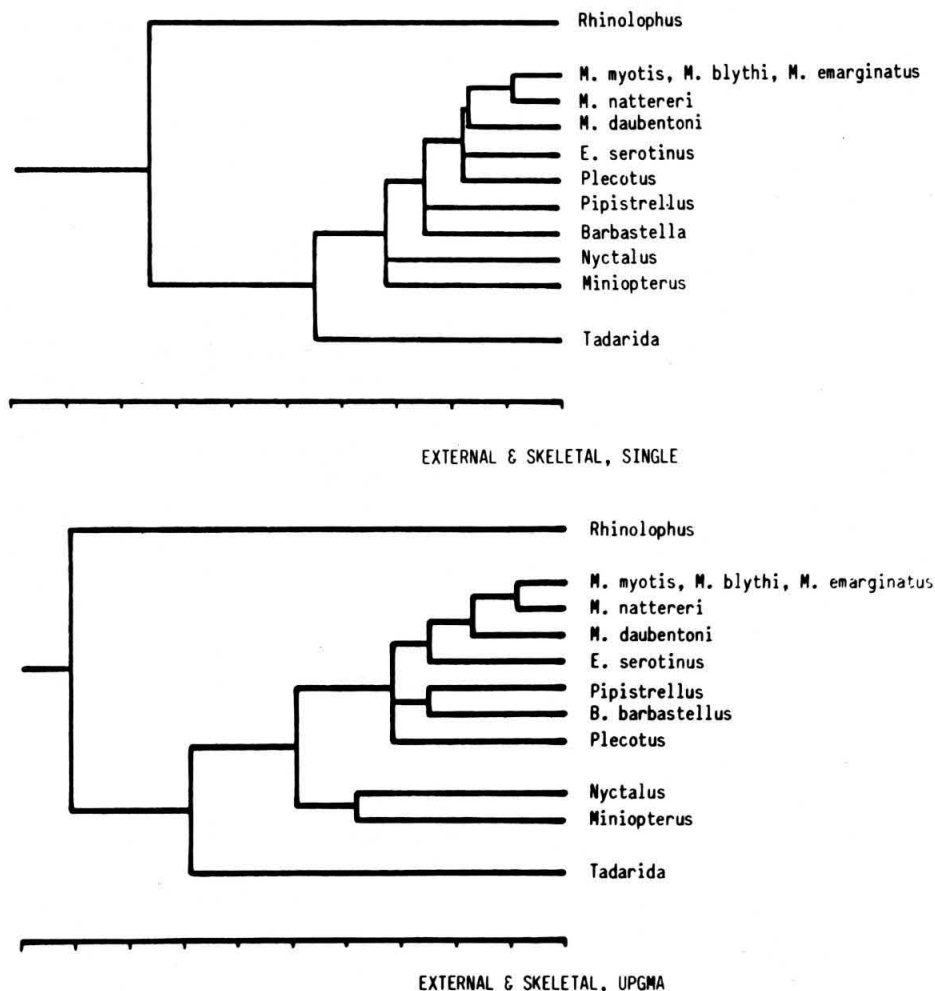 Rhinolophus
M. myotis, M. blythi, M. emarginatus
M. nattereri
M. daubentoni
E. serotinus
Plecotus
Pipistrellus
Barbastella
Nyctalus
Miniopterus
Tadarida
EXTERNAL & SKELETAL, SINGLE
Rhinolophus
M. myotis, M. blythi, M. emarginatus
M. nattereri
M. daubentoni
E. serotinus
Pipistrellus
B. barbastellus
Plecotus
Nyctalus
Miniopterus
Tadarida
EXTERNAL & SKELETAL, UPGMA